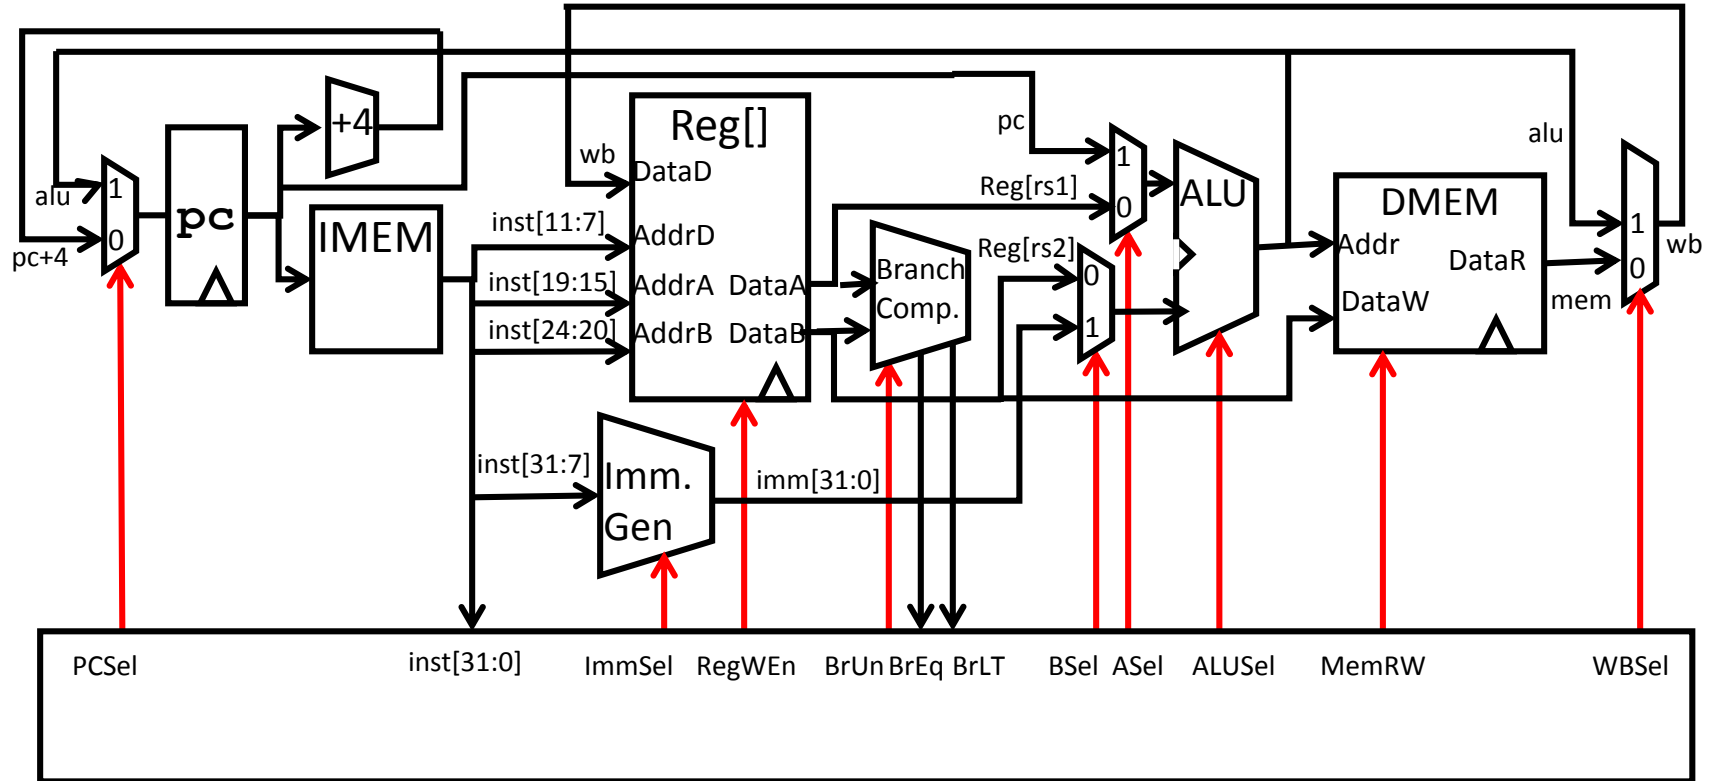 +4
Reg[]
pc
alu
wb
DataD
1
Reg[rs1]
ALU
DMEM
alu
1
0
pc
IMEM
inst[11:7]
AddrD
0
Reg[rs2]
Addr
DataR
1
0
wb
pc+4
inst[19:15]
AddrA
DataA
Branch
Comp.
0
1
DataW
mem
inst[24:20]
AddrB
DataB
inst[31:7]
Imm.
Gen
imm[31:0]
PCSel
inst[31:0]
ImmSel
RegWEn
BrUn
BrEq
BrLT
BSel
ASel
ALUSel
MemRW
WBSel